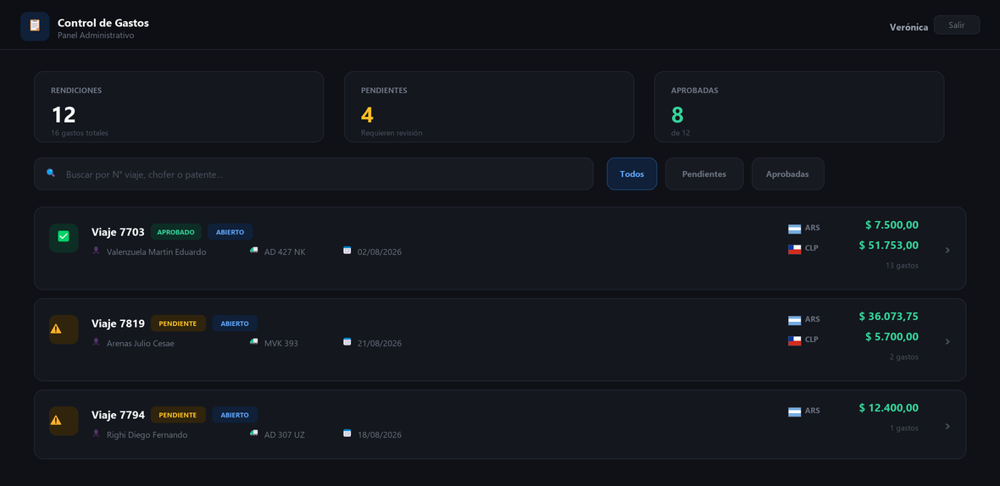 Control de Gastos
Panel Administrativo
Verónica
Salir
RENDICIONES
12
16 gastos totales
PENDIENTES
4
Requieren revisión
APROBADAS
8
de 12
Buscar por N° viaje, chofer o patente...
Todos
Pendientes
Aprobadas
Viaje 7703 APROBADO ABIERTO
Valenzuela Martin Eduardo AD 427 NK 02/08/2026
ARS $ 7.500,00
CLP $ 51.753,00
13 gastos
Viaje 7819 PENDIENTE ABIERTO
Arenas Julio Cesae MVK 393 21/08/2026
ARS $ 36.073,75
CLP $ 5.700,00
2 gastos
Viaje 7794 PENDIENTE ABIERTO
Righi Diego Fernando AD 307 UZ 18/08/2026
ARS $ 12.400,00
1 gastos